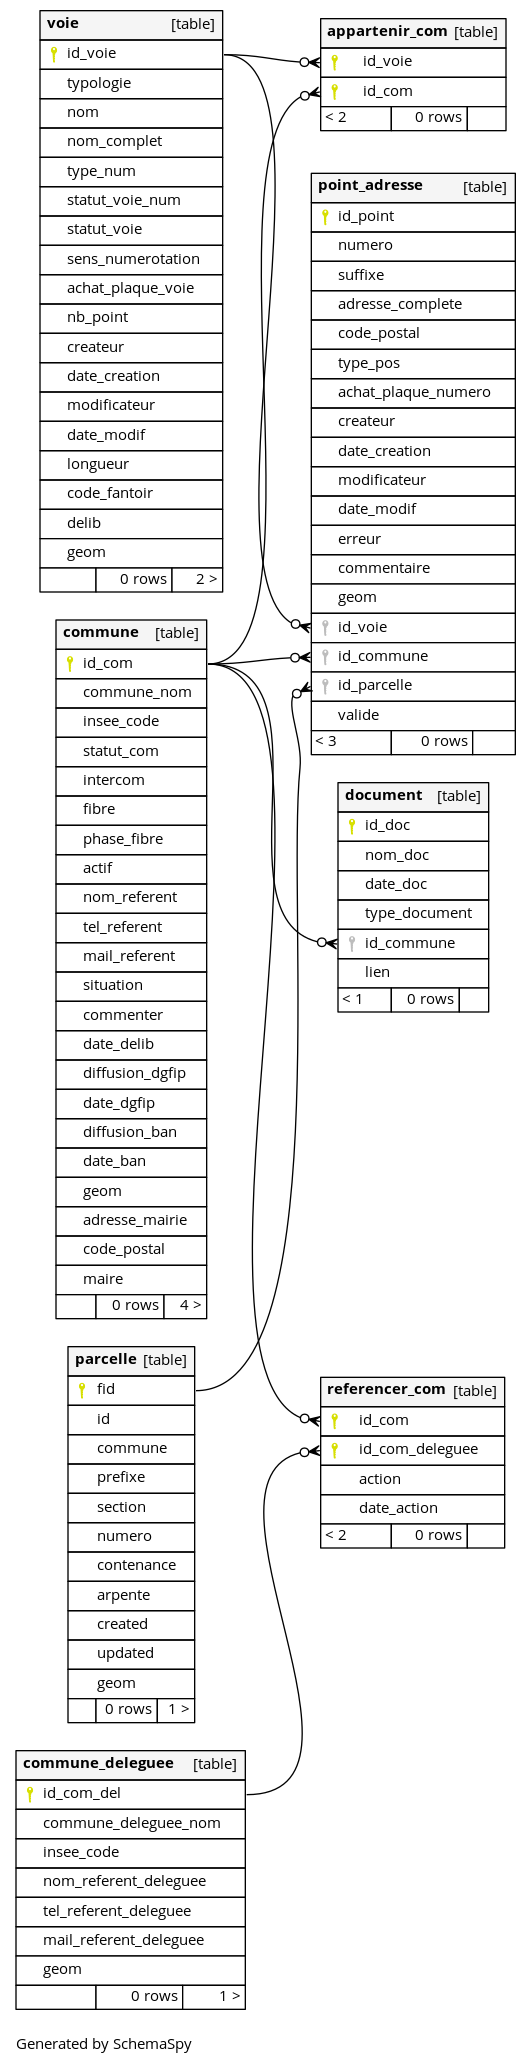 voie [table]
id_voie
typologie
nom
nom_complet
type_num
statut_voie_num
statut_voie
sens_numerotation
achat_plaque_voie
nb_point
createur
date_creation
modificateur
date_modif
longueur
code_fantoir
delib
geom
0 rows 2 >
appartenir_com [table]
id_voie
id_com
< 2 0 rows
point_adresse [table]
id_point
numero
suffixe
adresse_complete
code_postal
type_pos
achat_plaque_numero
createur
date_creation
modificateur
date_modif
erreur
commentaire
geom
id_voie
id_commune
id_parcelle
valide
< 3 0 rows
commune [table]
id_com
commune_nom
insee_code
statut_com
intercom
fibre
phase_fibre
actif
nom_referent
tel_referent
mail_referent
situation
commenter
date_delib
diffusion_dgfip
date_dgfip
diffusion_ban
date_ban
geom
adresse_mairie
code_postal
maire
0 rows 4 >
document [table]
id_doc
nom_doc
date_doc
type_document
id_commune
lien
< 1 0 rows
parcelle [table]
fid
id
commune
prefixe
section
numero
contenance
arpente
created
updated
geom
0 rows 1 >
referencer_com [table]
id_com
id_com_deleguee
action
date_action
< 2 0 rows
commune_deleguee [table]
id_com_del
commune_deleguee_nom
insee_code
nom_referent_deleguee
tel_referent_deleguee
mail_referent_deleguee
geom
0 rows 1 >
Generated by SchemaSpy